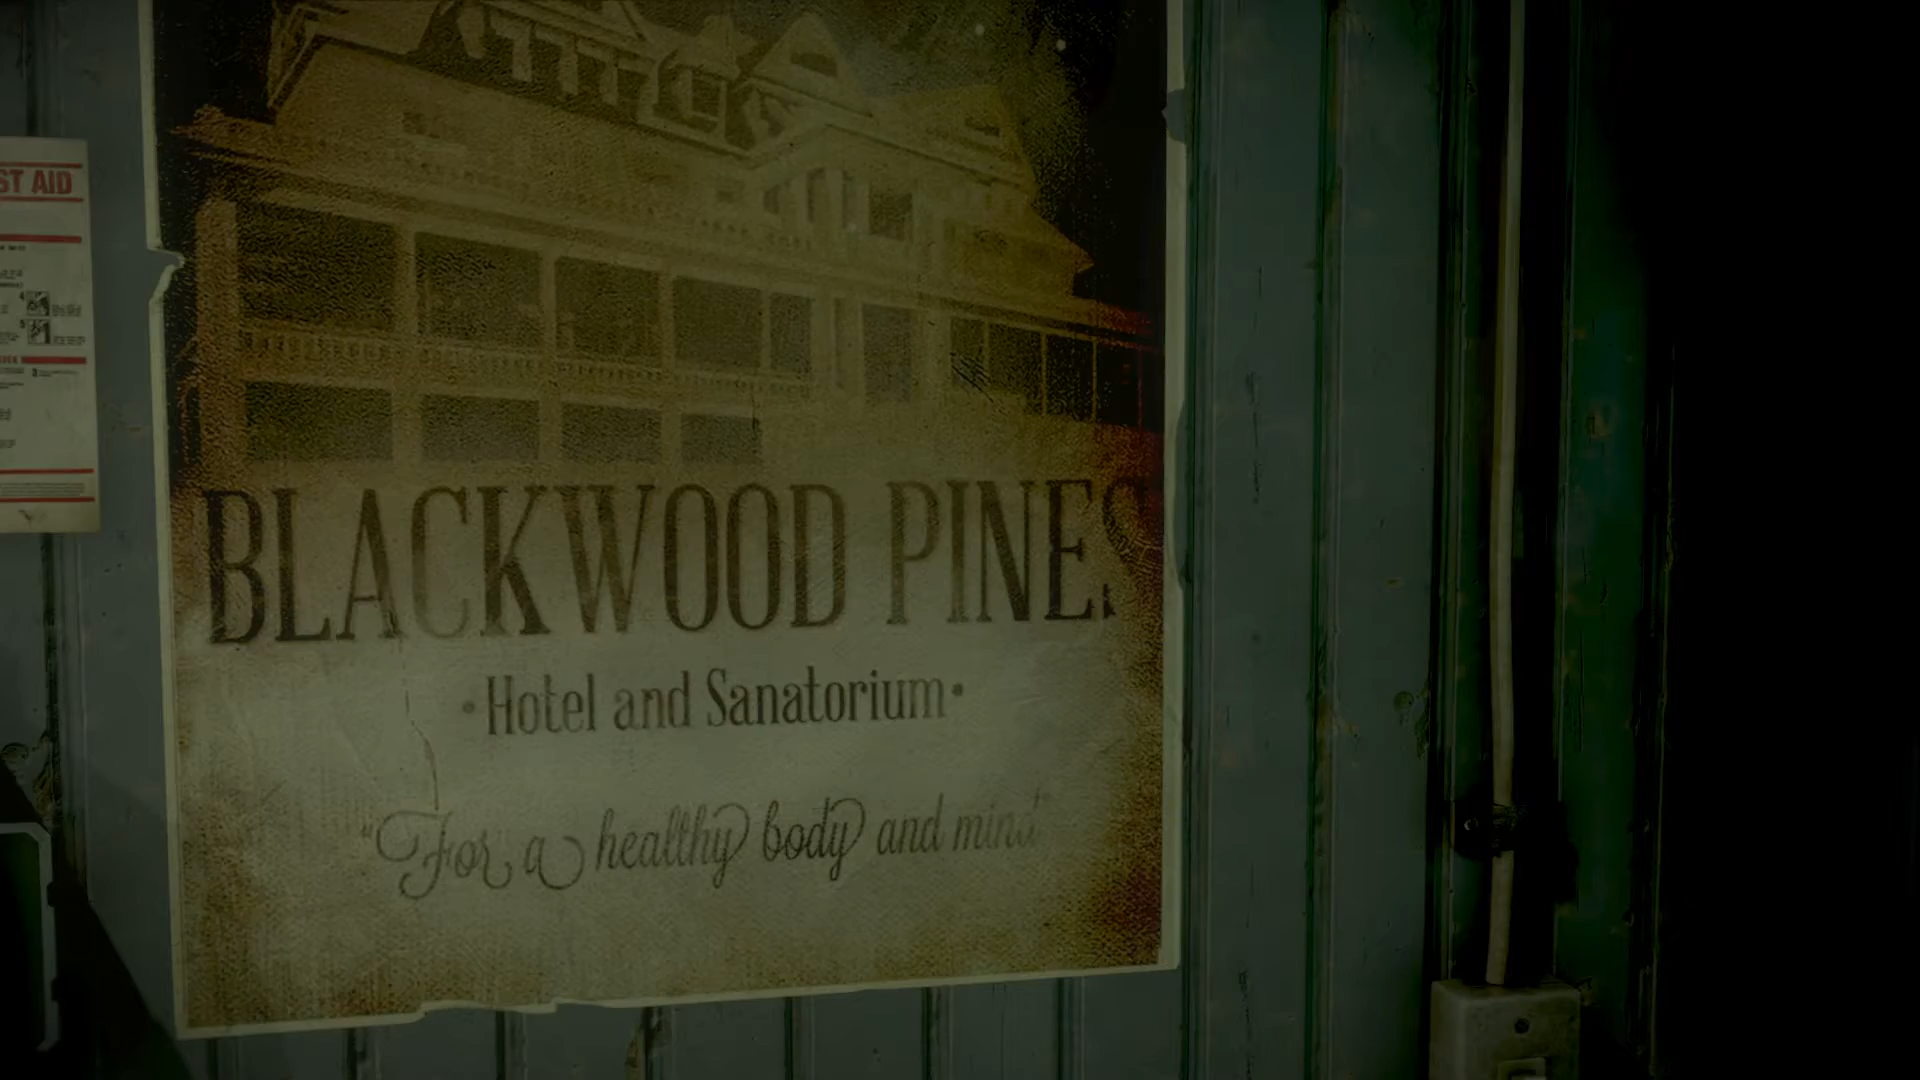 ST AID
BLACKWOOD PINES
·Hotel and Sanatorium·
"For a healthy body and mind"